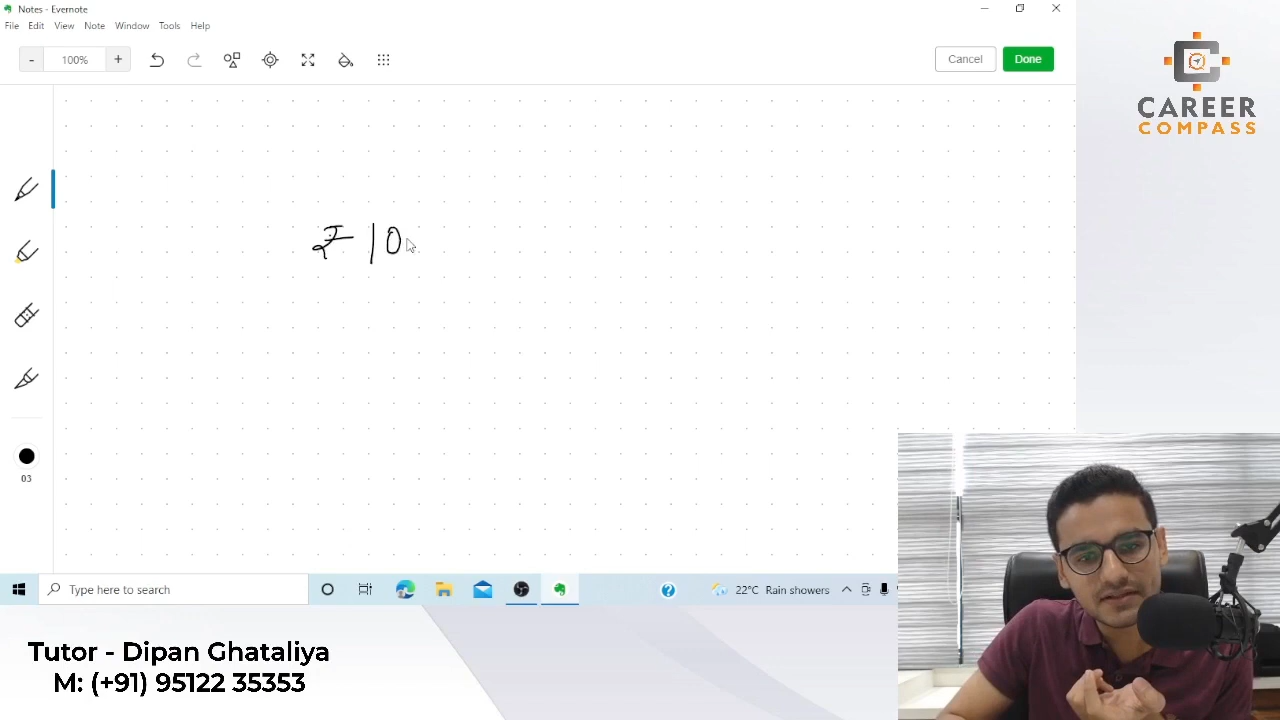 Notes - Evernote
File Edit View Note Window Tools Help
- 100% +
Cancel Done
CAREER
COMPASS
₹ 10
03
Type here to search
22°C Rain showers
Tutor - Dipan Ghataliya
M: (+91) 95122 35353